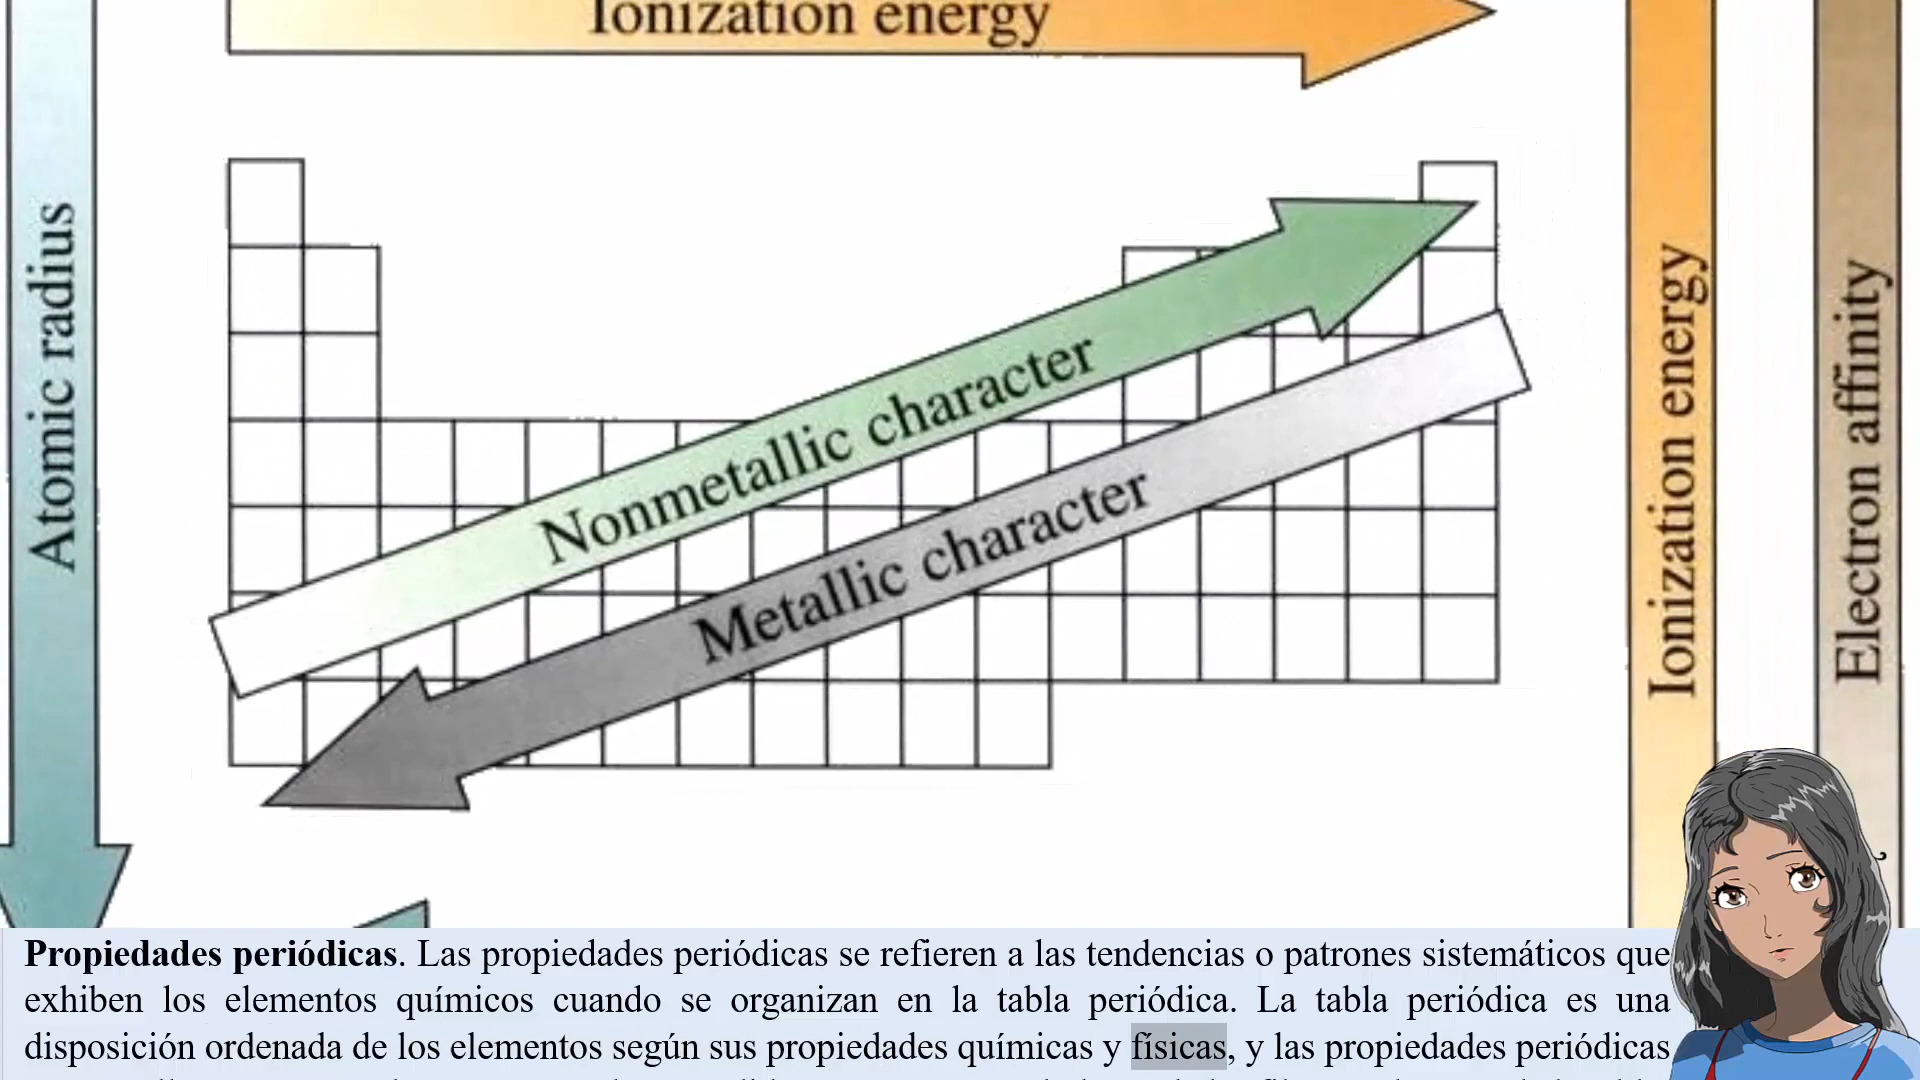 Ionization energy
Atomic radius
Nonmetallic character
Metallic character
Ionization energy
Electron affinity
Propiedades periódicas. Las propiedades periódicas se refieren a las tendencias o patrones sistemáticos que
exhiben los elementos químicos cuando se organizan en la tabla periódica. La tabla periódica es una
disposición ordenada de los elementos según sus propiedades químicas y físicas, y las propiedades periódicas